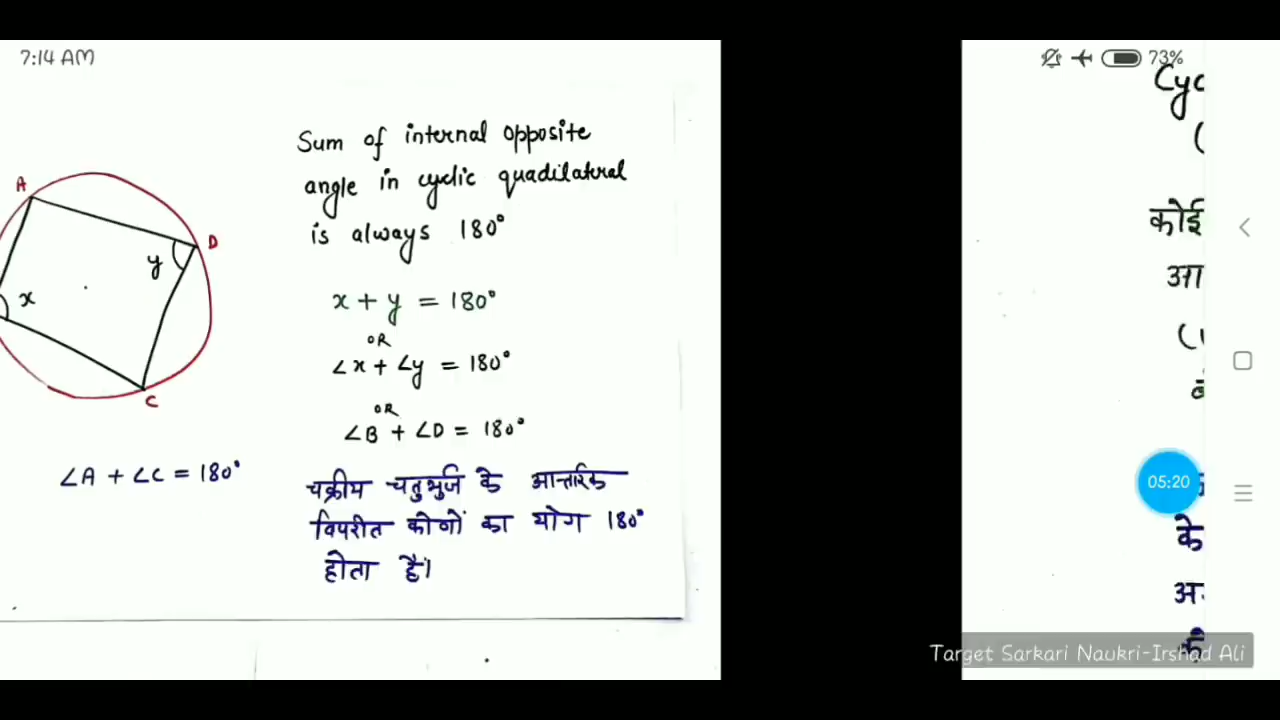 7:14 AM
73%
A
D
y
x
C
Sum of internal opposite
angle in cyclic quadilateral
is always 180°
x + y = 180°
OR
∠x + ∠y = 180°
OR
∠B + ∠D = 180°
∠A + ∠C = 180°
चक्रीय चतुर्भुज के आन्तरिक
विपरीत कोणों का योग 180°
होता है।
कोई
05:20
के
Target Sarkari Naukri-Irshad Ali